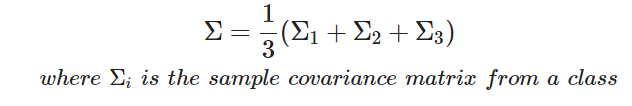 Σ = 1/3 (Σ₁ + Σ₂ + Σ₃)
where Σᵢ is the sample covariance matrix from a class